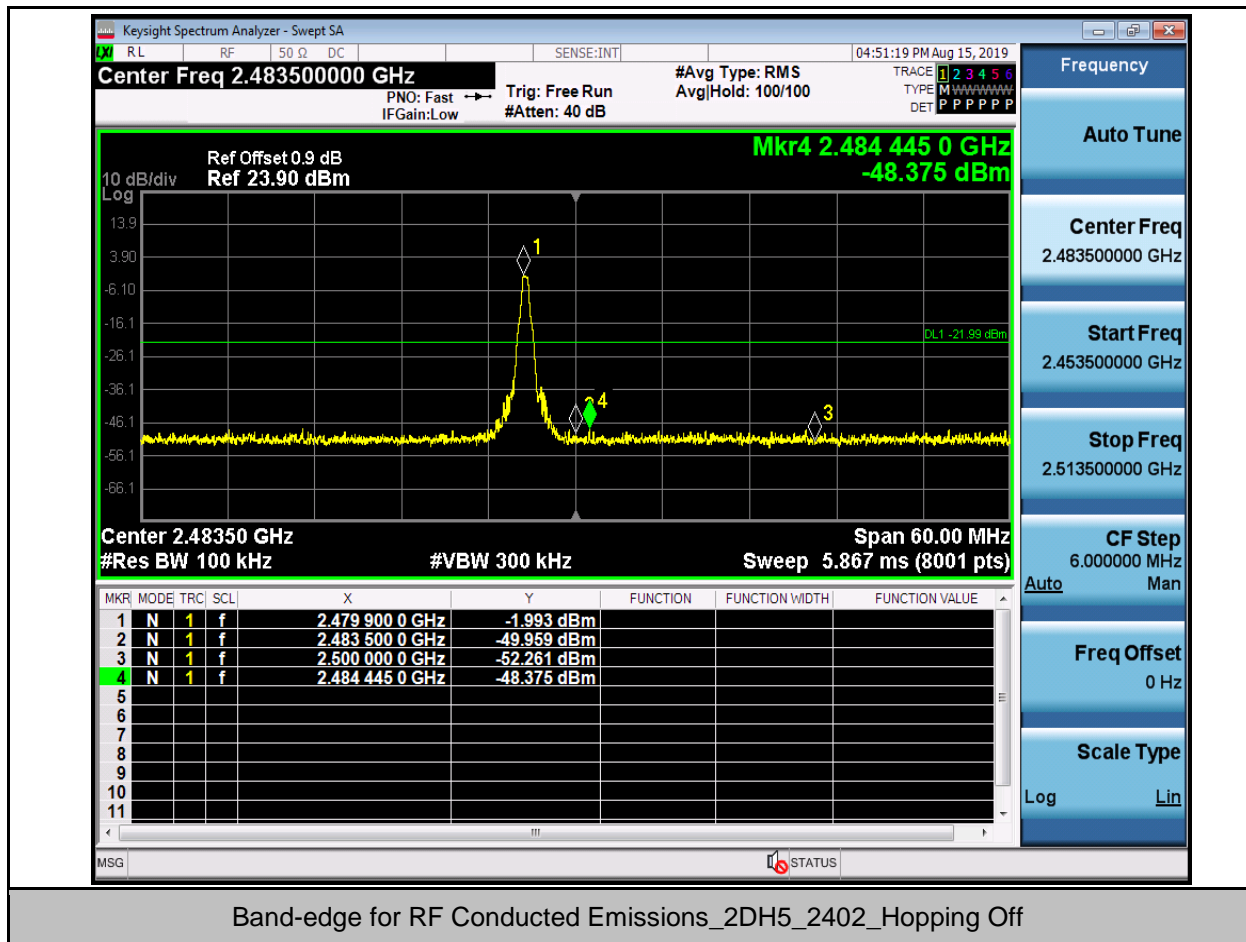 Keysight Spectrum Analyzer - Swept SA
LXI RL RF 50 Ω DC SENSE:INT 04:51:19 PM Aug 15, 2019
Center Freq 2.483500000 GHz
PNO: Fast
IFGain:Low
Trig: Free Run
#Atten: 40 dB
#Avg Type: RMS
Avg|Hold: 100/100
TRACE 1 2 3 4 5 6
TYPE M WWWWW
DET P P P P P P
Mkr4 2.484 445 0 GHz
-48.375 dBm
Ref Offset 0.9 dB
10 dB/div Ref 23.90 dBm
Log
13.9
3.90
-6.10
-16.1
-26.1
-36.1
-46.1
-56.1
-66.1
1
DL1 -21.99 dBm
4
3
Center 2.48350 GHz Span 60.00 MHz
#Res BW 100 kHz #VBW 300 kHz Sweep 5.867 ms (8001 pts)
MKR MODE TRC SCL X Y FUNCTION FUNCTION WIDTH FUNCTION VALUE
1 N 1 f 2.479 900 0 GHz -1.993 dBm
2 N 1 f 2.483 500 0 GHz -49.959 dBm
3 N 1 f 2.500 000 0 GHz -52.261 dBm
4 N 1 f 2.484 445 0 GHz -48.375 dBm
5
6
7
8
9
10
11
MSG STATUS
Frequency
Auto Tune
Center Freq
2.483500000 GHz
Start Freq
2.453500000 GHz
Stop Freq
2.513500000 GHz
CF Step
6.000000 MHz
Auto Man
Freq Offset
0 Hz
Scale Type
Log Lin
Band-edge for RF Conducted Emissions_2DH5_2402_Hopping Off